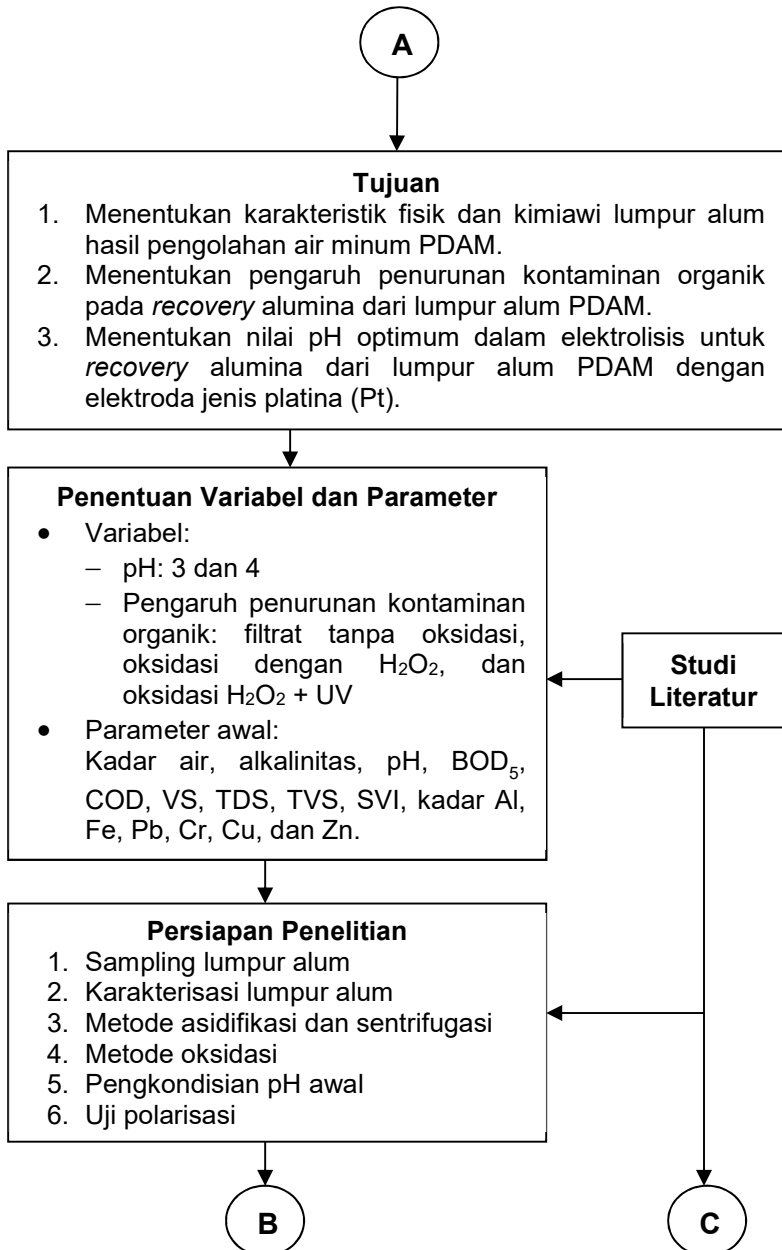 A
Tujuan
1. Menentukan karakteristik fisik dan kimiawi lumpur alum
hasil pengolahan air minum PDAM.
2. Menentukan pengaruh penurunan kontaminan organik
pada recovery alumina dari lumpur alum PDAM.
3. Menentukan nilai pH optimum dalam elektrolisis untuk
recovery alumina dari lumpur alum PDAM dengan
elektroda jenis platina (Pt).
Penentuan Variabel dan Parameter
• Variabel:
– pH: 3 dan 4
– Pengaruh penurunan kontaminan
organik: filtrat tanpa oksidasi,
oksidasi dengan H₂O₂, dan
oksidasi H₂O₂ + UV
• Parameter awal:
Kadar air, alkalinitas, pH, BOD₅,
COD, VS, TDS, TVS, SVI, kadar Al,
Fe, Pb, Cr, Cu, dan Zn.
Studi
Literatur
Persiapan Penelitian
1. Sampling lumpur alum
2. Karakterisasi lumpur alum
3. Metode asidifikasi dan sentrifugasi
4. Metode oksidasi
5. Pengkondisian pH awal
6. Uji polarisasi
B
C